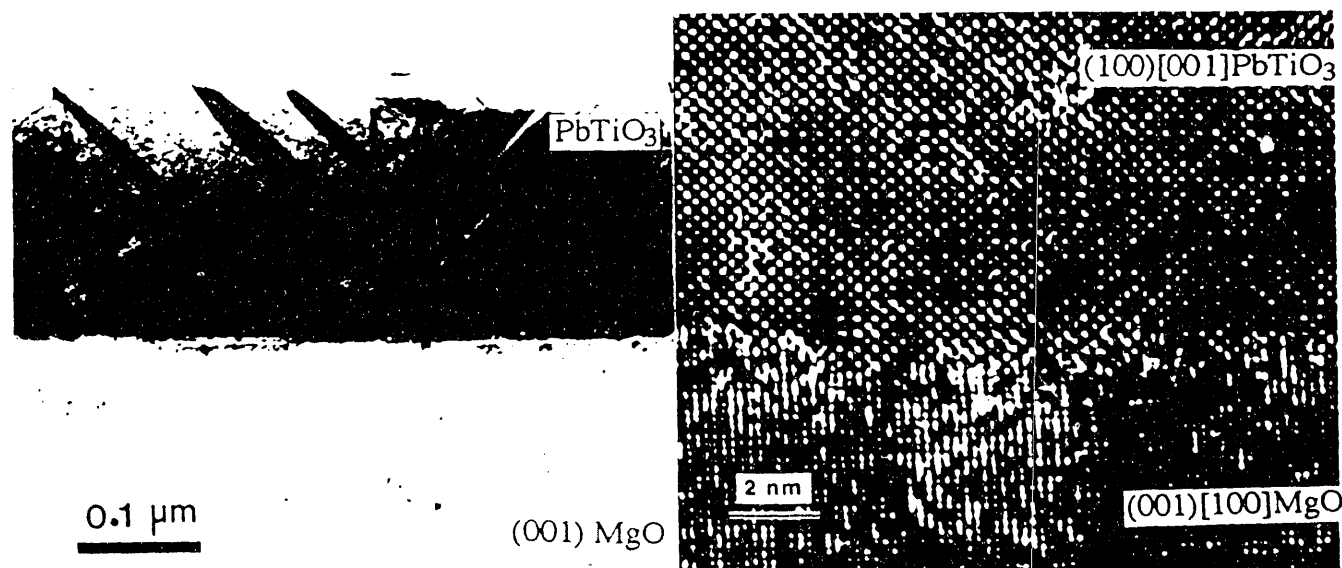 PbTiO₃
0.1 μm
(001) MgO
(100)[001]PbTiO₃
2 nm
(001)[100]MgO